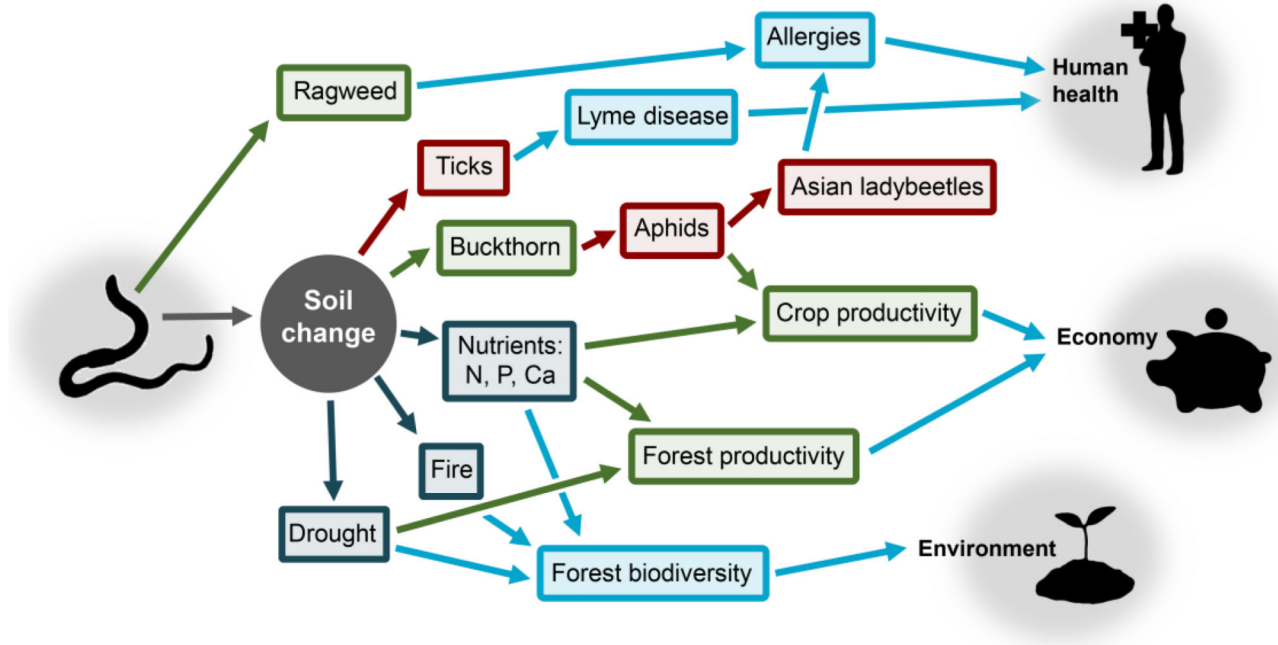 Allergies
Human
health
Ragweed
Lyme disease
Ticks
Asian ladybeetles
Buckthorn
Aphids
Soil
change
Crop productivity
Nutrients:
N, P, Ca
Economy
Forest productivity
Fire
Drought
Environment
Forest biodiversity